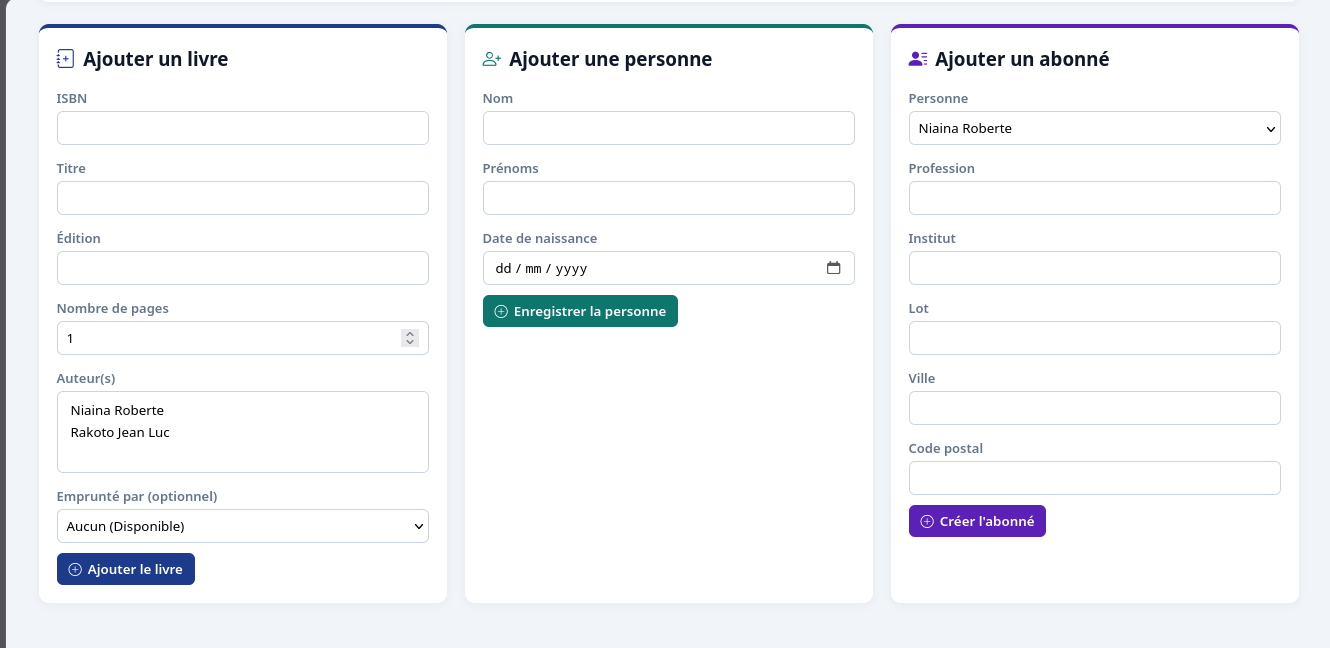 Ajouter un livre
ISBN
Titre
Édition
Nombre de pages
1
Auteur(s)
Niaina Roberte
Rakoto Jean Luc
Emprunté par (optionnel)
Aucun (Disponible)
Ajouter le livre
Ajouter une personne
Nom
Prénoms
Date de naissance
dd / mm / yyyy
Enregistrer la personne
Ajouter un abonné
Personne
Niaina Roberte
Profession
Institut
Lot
Ville
Code postal
Créer l'abonné